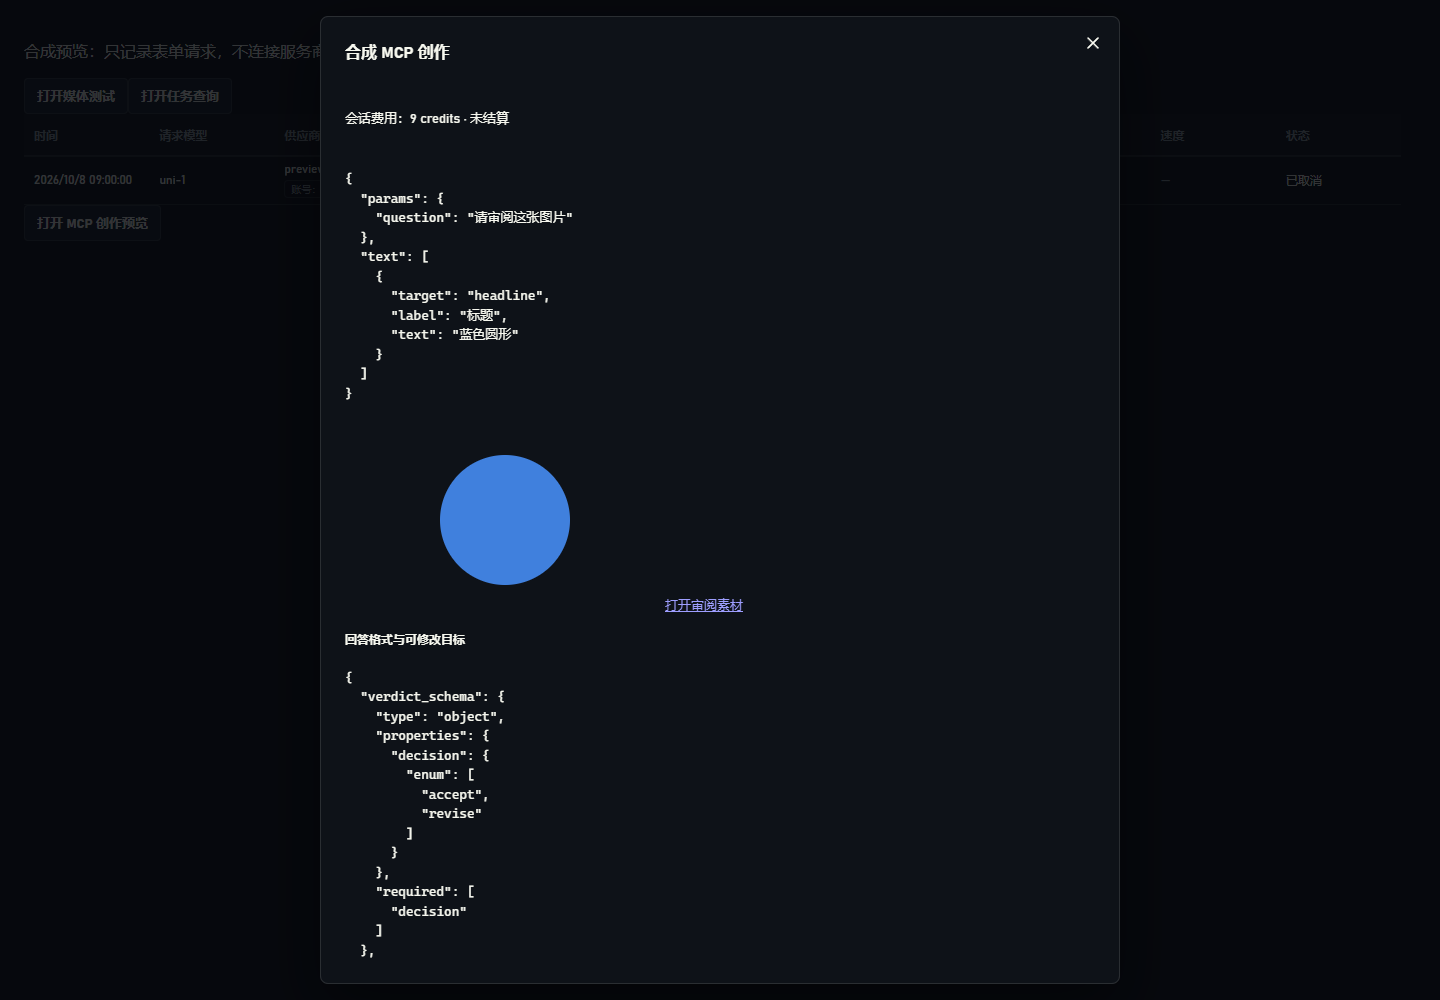 合成预览：只记录表单请求，不连接服务商
打开媒体测试
打开任务查询
时间
请求模型
供应商
速度
状态
2026/10/8 09:00:00
uni-1
账号:
—
已取消
打开 MCP 创作预览
合成 MCP 创作
会话费用：9 credits · 未结算
{
  "params": {
    "question": "请审阅这张图片"
  },
  "text": [
    {
      "target": "headline",
      "label": "标题",
      "text": "蓝色圆形"
    }
  ]
}
打开审阅素材
回答格式与可修改目标
{
  "verdict_schema": {
    "type": "object",
    "properties": {
      "decision": {
        "enum": [
          "accept",
          "revise"
        ]
      }
    },
    "required": [
      "decision"
    ]
  },